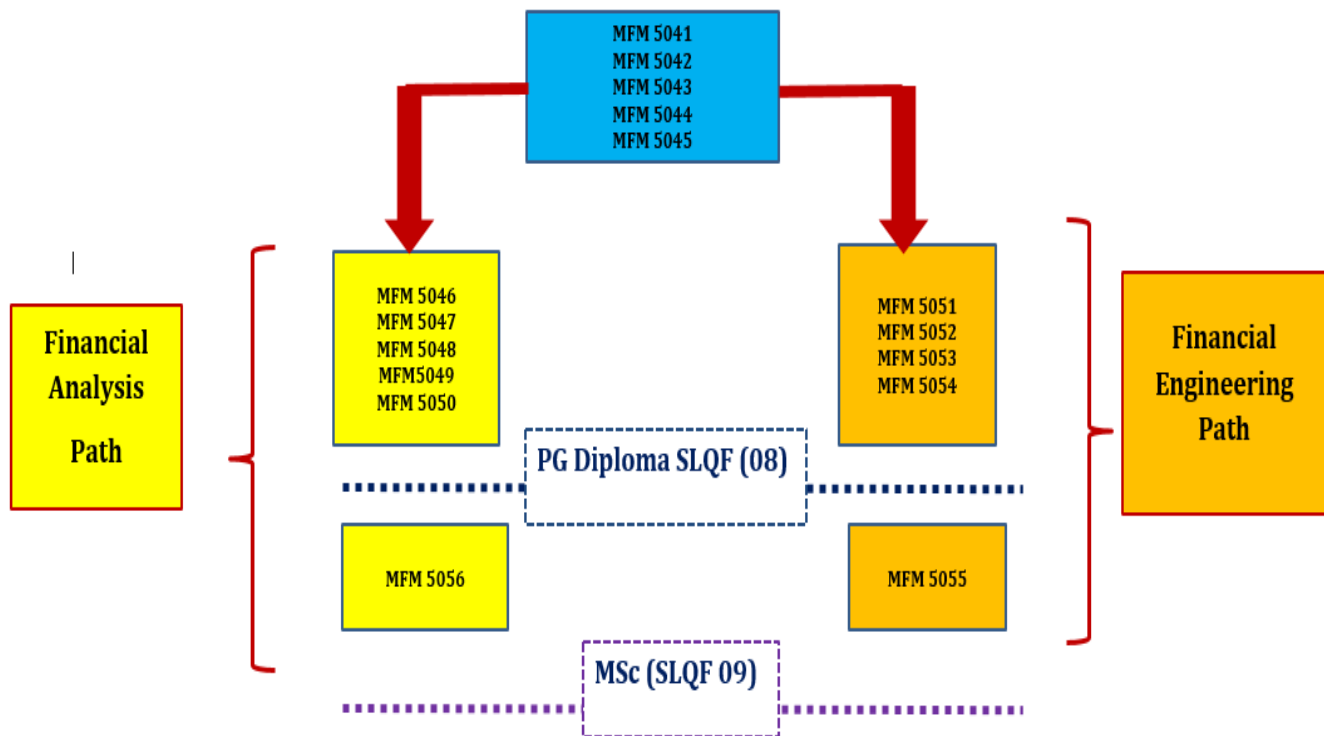 MFM 5041
MFM 5042
MFM 5043
MFM 5044
MFM 5045
Financial
Analysis
Path
MFM 5046
MFM 5047
MFM 5048
MFM5049
MFM 5050
MFM 5051
MFM 5052
MFM 5053
MFM 5054
Financial
Engineering
Path
PG Diploma SLQF (08)
MFM 5056
MFM 5055
MSc (SLQF 09)